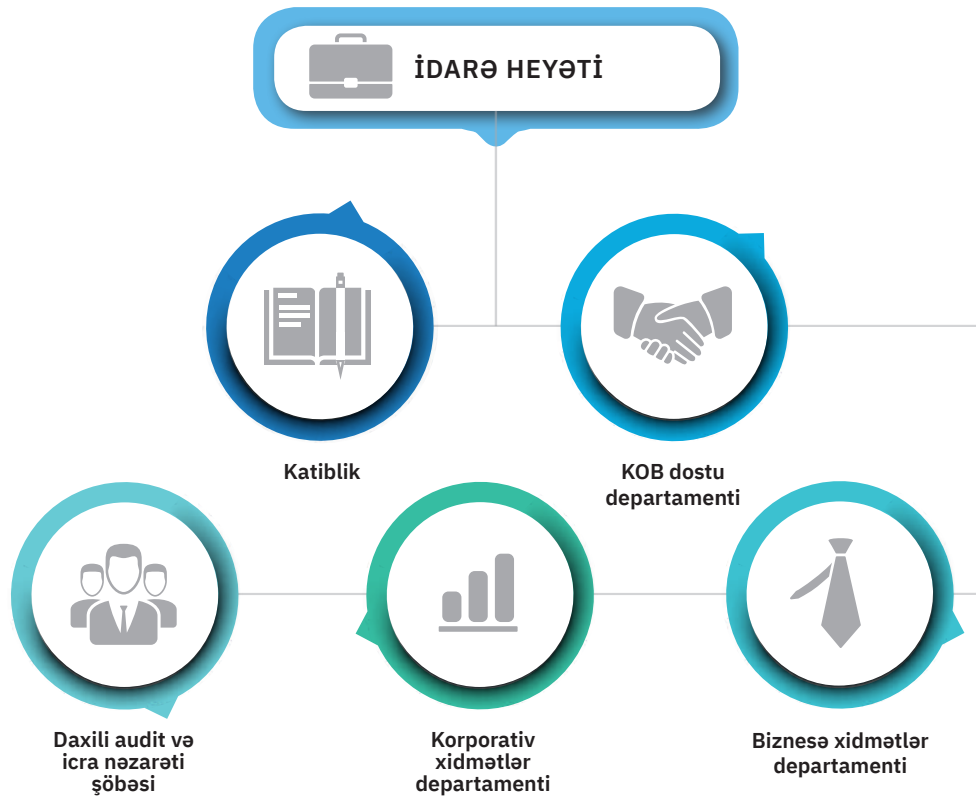 İDARƏ HEYƏTİ
Katiblik
KOB dostu
departamenti
Daxili audit və
icra nəzarəti
şöbəsi
Korporativ
xidmətlər
departamenti
Biznesə xidmətlər
departamenti